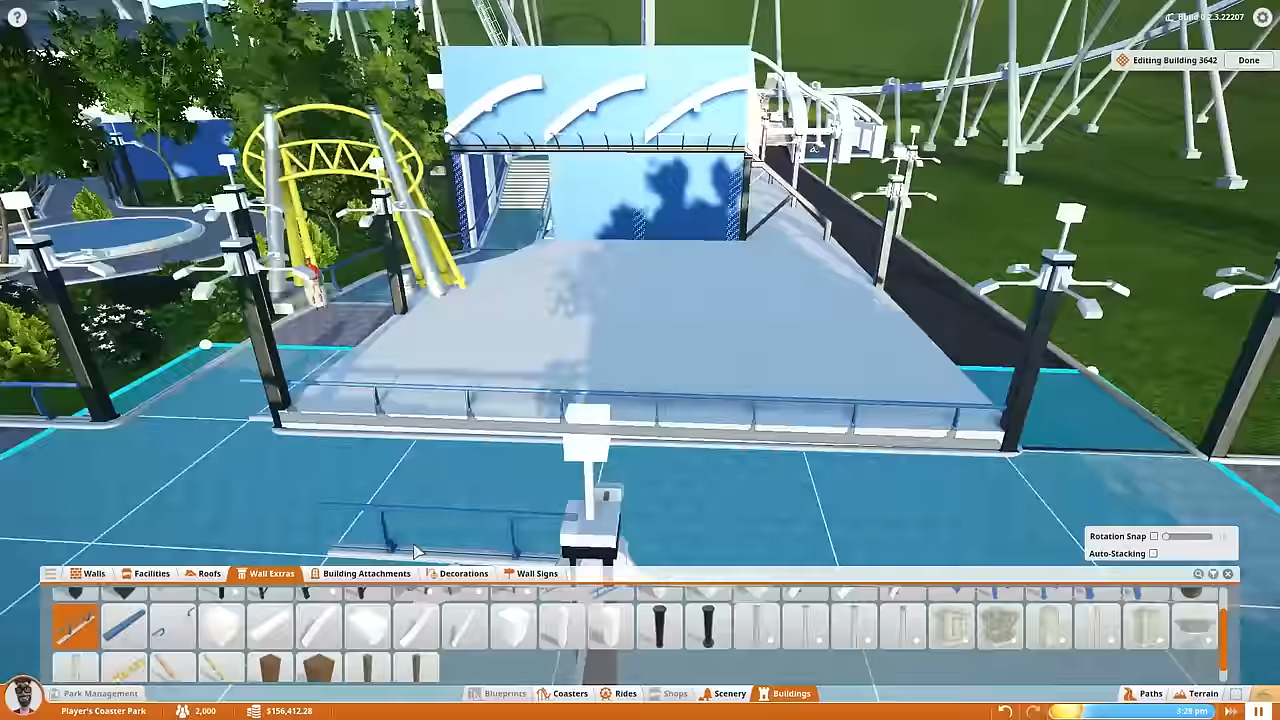 ?
Build 0.2.3.22207
Editing Building 3642
Done
Rotation Snap
Auto-Stacking
Walls
Facilities
Roofs
Wall Extras
Building Attachments
Decorations
Wall Signs
Park Management
Blueprints
Coasters
Rides
Shops
Scenery
Buildings
Paths
Terrain
Player's Coaster Park
2,000
$156,412.28
3:28 pm